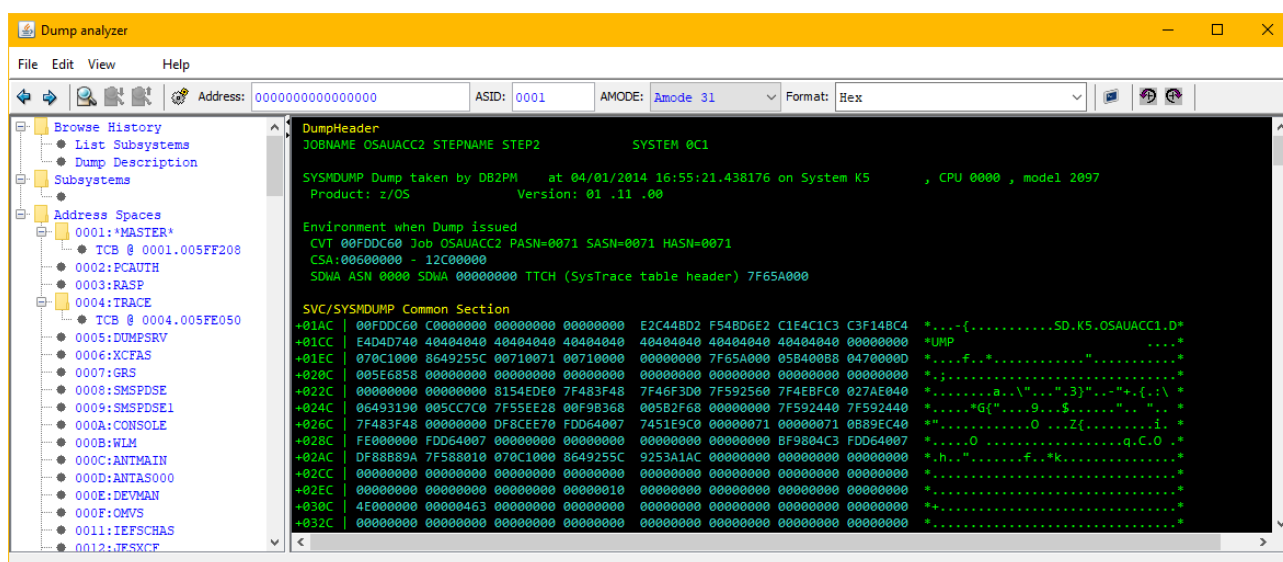 Dump analyzer
File Edit View Help
Address: 0000000000000000 ASID: 0001 AMODE: Amode 31 Format: Hex
Browse History
List Subsystems
Dump Description
Subsystems
Address Spaces
0001:*MASTER*
TCB @ 0001.005FF208
0002:PCAUTH
0003:RASP
0004:TRACE
TCB @ 0004.005FE050
0005:DUMPSRV
0006:XCFAS
0007:GRS
0008:SMSPDSE
0009:SMSPDSE1
000A:CONSOLE
000B:WLM
000C:ANTMAIN
000D:ANTAS000
000E:DEVMAN
000F:OMVS
0011:IEFSCHAS
0012:JESXCF
DumpHeader
JOBNAME OSAUACC2 STEPNAME STEP2 SYSTEM 0C1
SYSMDUMP Dump taken by DB2PM at 04/01/2014 16:55:21.438176 on System K5 , CPU 0000 , model 2097
Product: z/OS Version: 01 .11 .00
Environment when Dump issued
CVT 00FDDC60 Job OSAUACC2 PASN=0071 SASN=0071 HASN=0071
CSA:00600000 - 12C00000
SDWA ASN 0000 SDWA 00000000 TTCH (SysTrace table header) 7F65A000
SVC/SYSMDUMP Common Section
+01AC | 00FDDC60 C0000000 00000000 00000000 E2C44BD2 F54BD6E2 C1E4C1C3 C3F14BC4 *...-{...........SD.K5.OSAUACC1.D*
+01CC | E4D4D740 40404040 40404040 40404040 40404040 40404040 40404040 00000000 *UMP ....*
+01EC | 070C1000 8649255C 00710071 00710000 00000000 7F65A000 05B400B8 0470000D *....f..*............"...........*
+020C | 005E6858 00000000 00000000 00000000 00000000 00000000 00000000 00000000 *.;..............................*
+022C | 00000000 00000000 8154EDE0 7F483F48 7F46F3D0 7F592560 7F4EBFC0 027AE040 *........a..\"...".3}"..-"+.{.:\ *
+024C | 06493190 005CC7C0 7F55EE28 00F9B368 005B2F68 00000000 7F592440 7F592440 *.....*G{"....9...$......".. ".. *
+026C | 7F483F48 00000000 DF8CEE70 FDD64007 7451E9C0 00000071 00000071 0B89EC40 *"............O ...Z{.........i. *
+028C | FE000000 FDD64007 00000000 00000000 00000000 00000000 BF9804C3 FDD64007 *.....O ..................q.C.O .*
+02AC | DF88B89A 7F588010 070C1000 8649255C 9253A1AC 00000000 00000000 00000000 *.h..".......f..*k...............*
+02CC | 00000000 00000000 00000000 00000000 00000000 00000000 00000000 00000000 *................................*
+02EC | 00000000 00000000 00000000 00000010 00000000 00000000 00000000 00000000 *................................*
+030C | 4E000000 00000463 00000000 00000000 00000000 00000000 00000000 00000000 *+...............................*
+032C | 00000000 00000000 00000000 00000000 00000000 00000000 00000000 00000000 *................................*